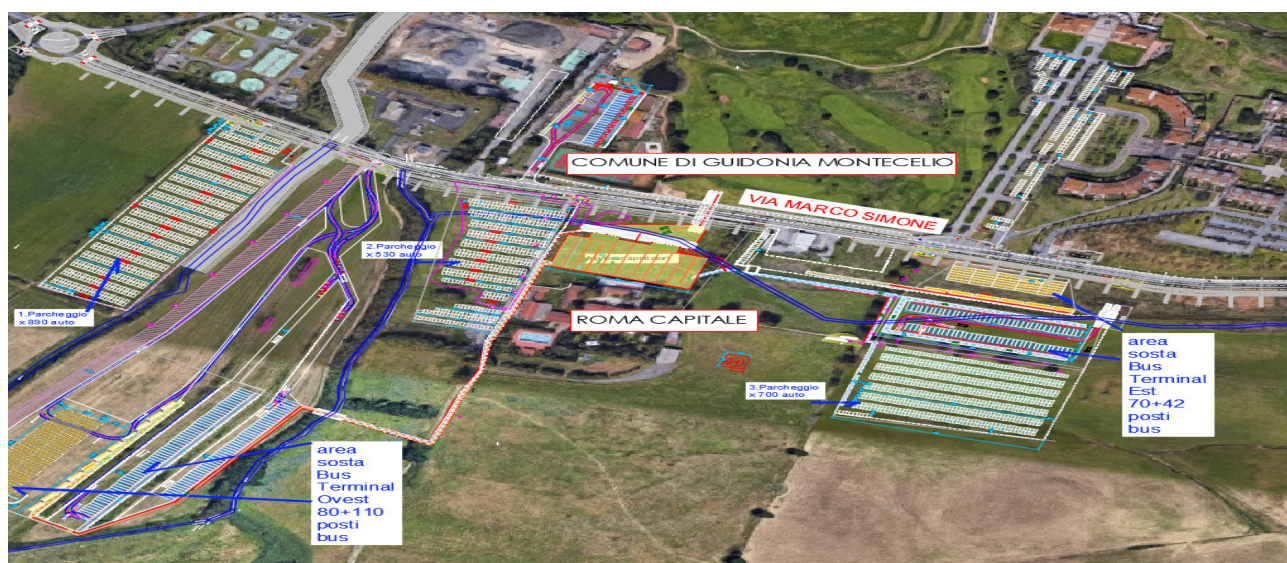 COMUNE DI GUIDONIA MONTECELIO
VIA MARCO SIMONE
2.Parcheggio
x 530 auto
1.Parcheggio
x 890 auto
ROMA CAPITALE
3.Parcheggio
x 700 auto
area
sosta
Bus
Terminal
Est
70+42
posti
bus
area
sosta
Bus
Terminal
Ovest
80+110
posti
bus